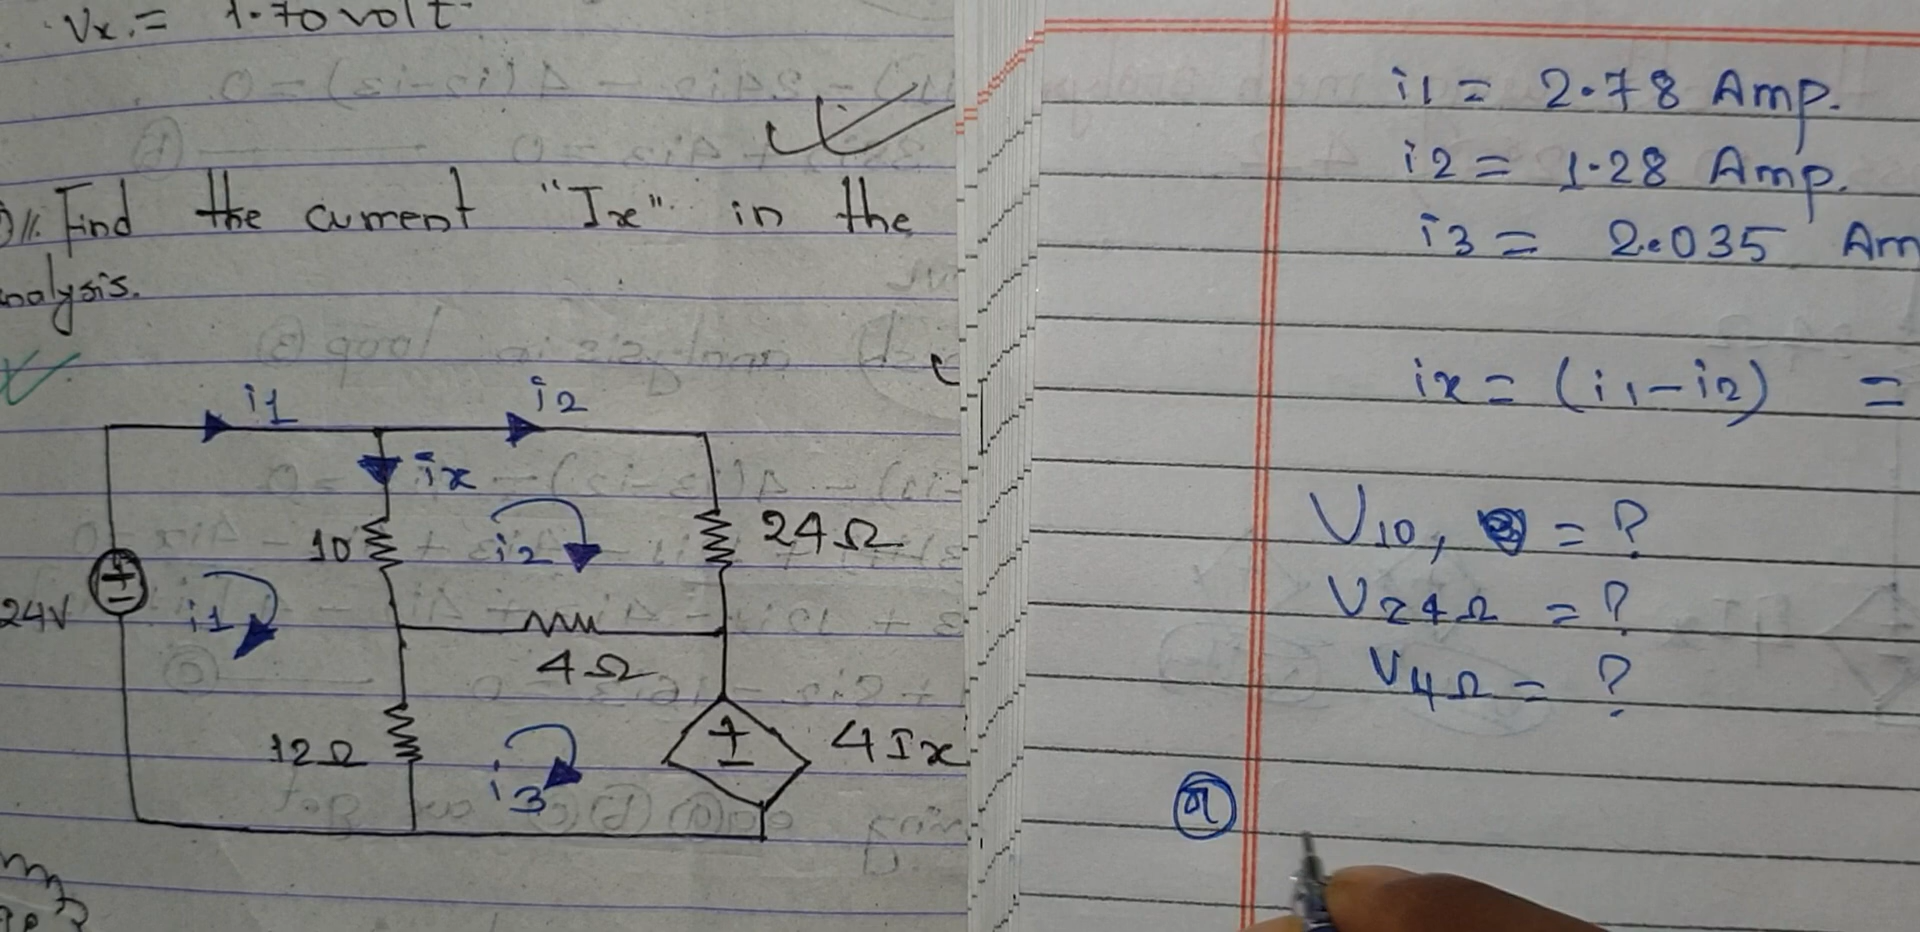 Vx = 1.70 volt
Find the current "Ix" in the
nalysis.
i1
i2
ix
10
i2
24Ω
24V
i1
4Ω
12Ω
i3
4Ix
i1 = 2.78 Amp.
i2 = 1.28 Amp.
i3 = 2.035 Am
ix = (i1-i2) =
V10, = ?
V24Ω = ?
V4Ω = ?